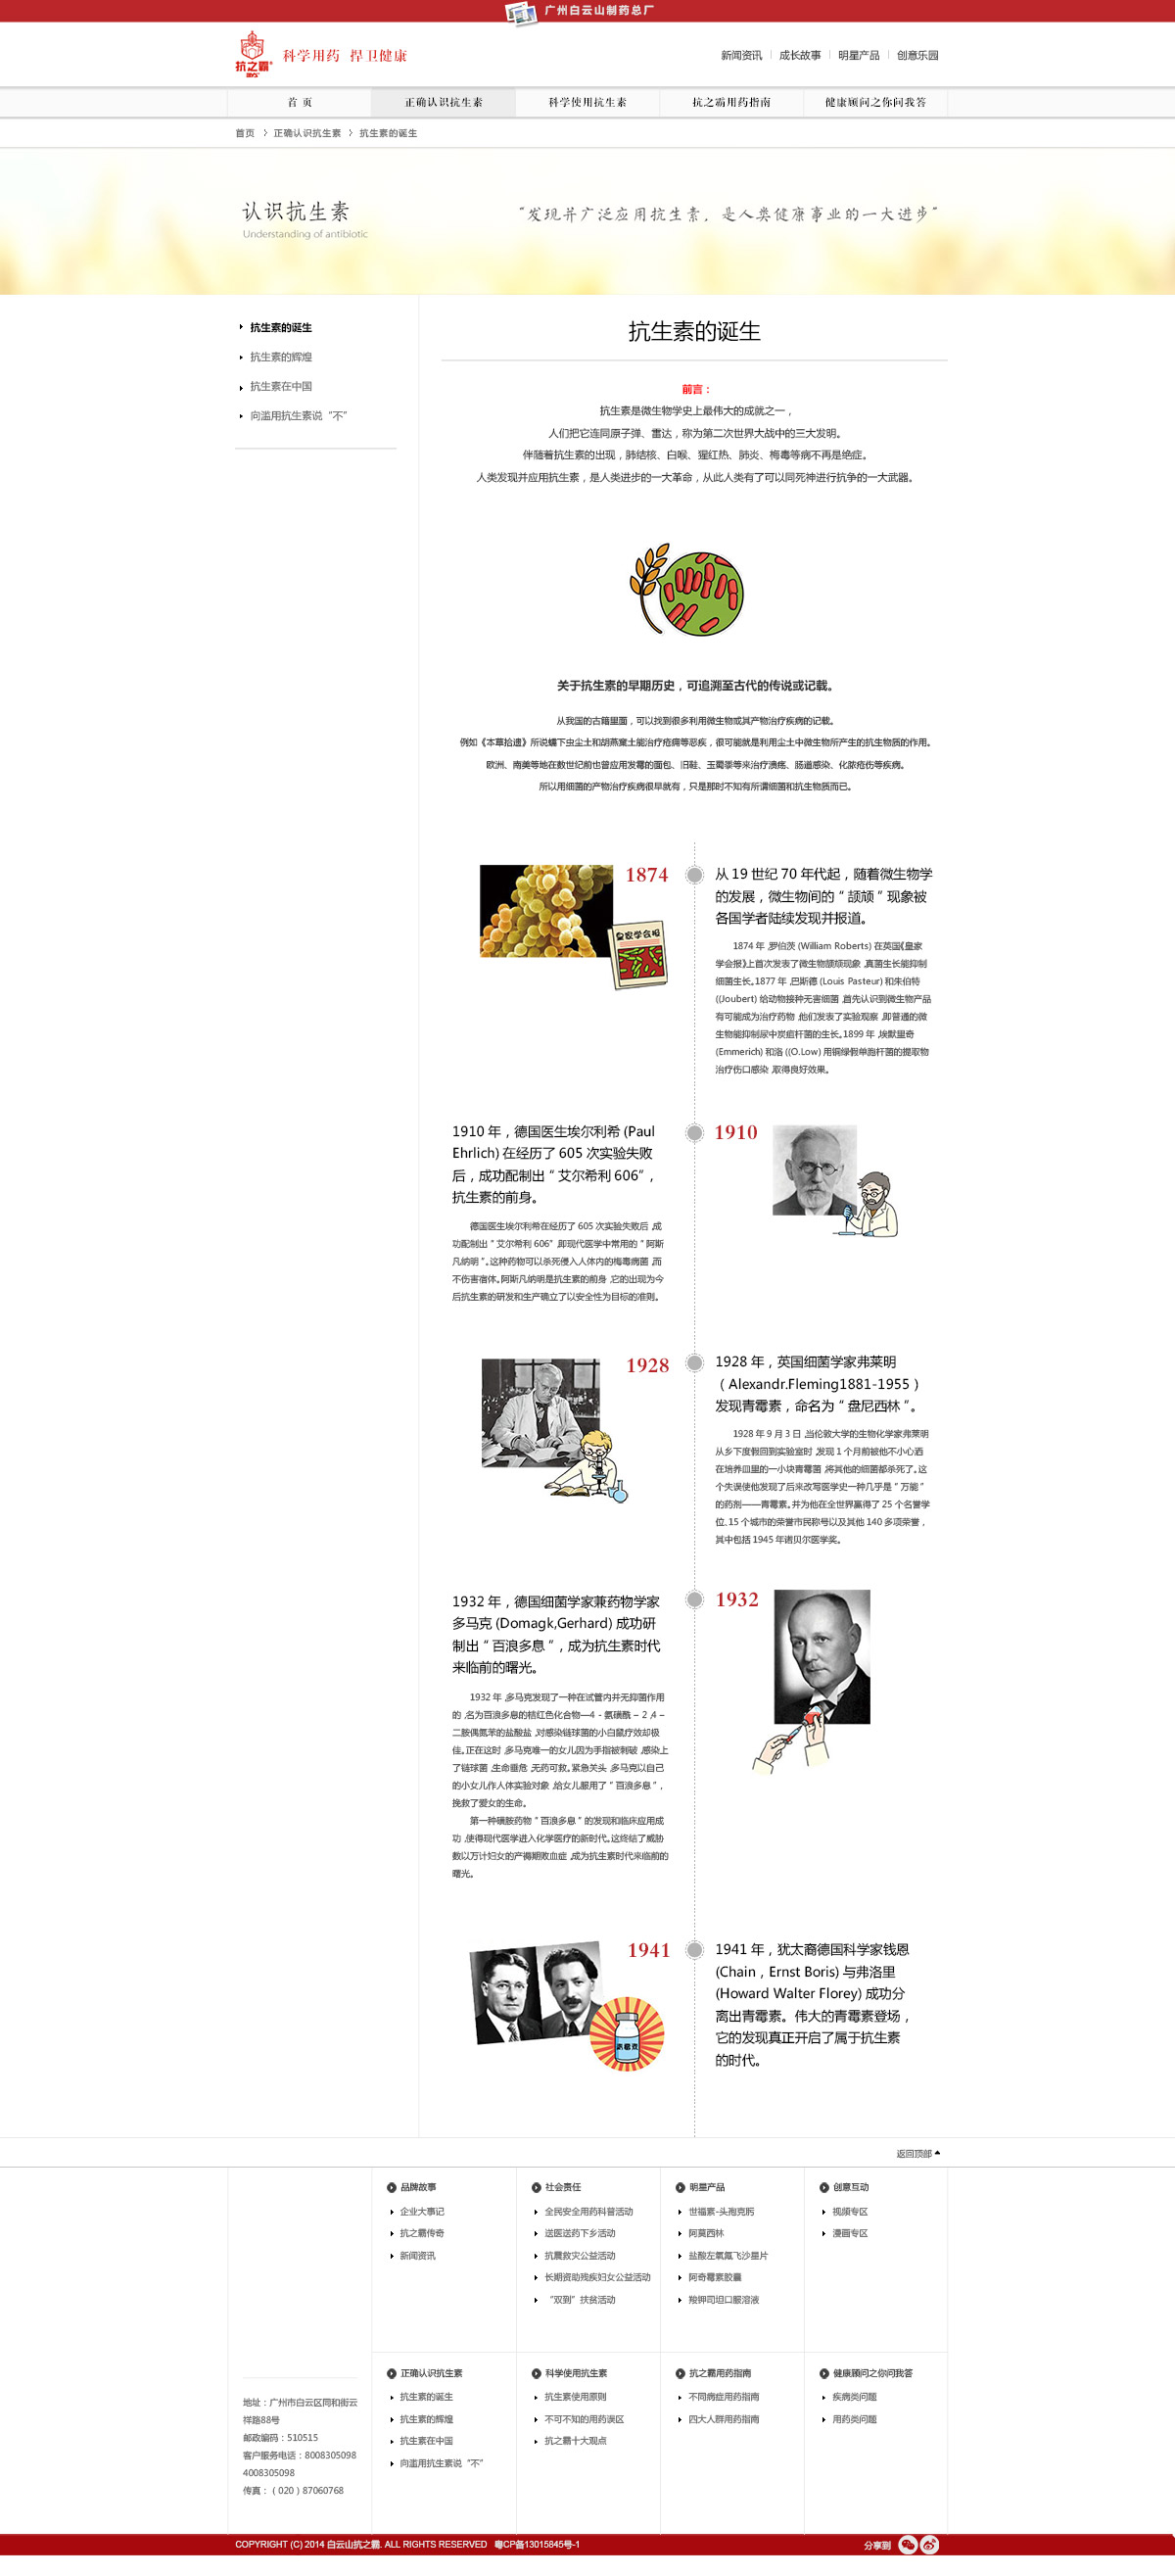 广州白云山制药总厂
抗之霸
科学用药 捍卫健康
新闻资讯 成长故事 明星产品 创意乐园
首 页 正确认识抗生素 科学使用抗生素 抗之霸用药指南 健康顾问之你问我答
首页 > 正确认识抗生素 > 抗生素的诞生
认识抗生素
Understanding of antibiotic
“发现并广泛应用抗生素，是人类健康事业的一大进步”
抗生素的诞生
抗生素的辉煌
抗生素在中国
向滥用抗生素说“不”
抗生素的诞生
前言：
抗生素是微生物学史上最伟大的成就之一，
人们把它连同原子弹、雷达，称为第二次世界大战中的三大发明。
伴随着抗生素的出现，肺结核、白喉、猩红热、肺炎、梅毒等病不再是绝症。
人类发现并应用抗生素，是人类进步的一大革命，从此人类有了可以同死神进行抗争的一大武器。
关于抗生素的早期历史，可追溯至古代的传说或记载。
从我国的古籍里面，可以找到很多利用微生物或其产物治疗疾病的记载。
例如《本草拾遗》所说蠼下虫尘土和胡燕窠土能治疗疮痈等恶疾，很可能就是利用尘土中微生物所产生的抗生物质的作用。
欧洲、南美等地在数世纪前也曾应用发霉的面包、旧鞋、玉蜀黍等来治疗溃疡、肠道感染、化脓疮伤等疾病。
所以用细菌的产物治疗疾病很早就有，只是那时不知有所谓细菌和抗生物质而已。
1874
皇家学会报
从 19 世纪 70 年代起，随着微生物学
的发展，微生物间的“颉颃”现象被
各国学者陆续发现并报道。
1874 年，罗伯茨 (William Roberts) 在英国《皇家
学会报》上首次发表了微生物颉颃现象，真菌生长能抑制
细菌生长。1877 年，巴斯德 (Louis Pasteur) 和朱伯特
((Joubert) 给动物接种无害细菌，首先认识到微生物产品
有可能成为治疗药物，他们发表了实验观察，即普通的微
生物能抑制尿中炭疽杆菌的生长。1899 年，埃默里奇
(Emmerich) 和洛 ((O.Low) 用铜绿假单胞杆菌的提取物
治疗伤口感染，取得良好效果。
1910 年，德国医生埃尔利希 (Paul
Ehrlich) 在经历了 605 次实验失败
后，成功配制出“艾尔希利 606”，
抗生素的前身。
德国医生埃尔利希在经历了 605 次实验失败后，成
功配制出“艾尔希利 606”，即现代医学中常用的“阿斯
凡纳明”。这种药物可以杀死侵入人体内的梅毒病菌，而
不伤害宿体。阿斯凡纳明是抗生素的前身，它的出现为今
后抗生素的研发和生产确立了以安全性为目标的准则。
1910
1928
1928 年，英国细菌学家弗莱明
（Alexandr.Fleming1881-1955）
发现青霉素，命名为“盘尼西林”。
1928 年 9 月 3 日，当伦敦大学的生物化学家弗莱明
从乡下度假回到实验室时，发现 1 个月前被他不小心洒
在培养皿里的一小块青霉菌，将其他的细菌都杀死了。这
个失误使他发现了后来改写医学史一种几乎是“万能”
的药剂——青霉素。并为他在全世界赢得了 25 个名誉学
位、15 个城市的荣誉市民称号以及其他 140 多项荣誉，
其中包括 1945 年诺贝尔医学奖。
1932 年，德国细菌学家兼药物学家
多马克 (Domagk,Gerhard) 成功研
制出“百浪多息”，成为抗生素时代
来临前的曙光。
1932 年，多马克发现了一种在试管内并无抑菌作用
的，名为百浪多息的桔红色化合物—4 - 氨磺酰 – 2 ,4 –
二胺偶氮苯的盐酸盐，对感染链球菌的小白鼠疗效却极
佳。正在这时，多马克唯一的女儿因为手指被刺破，感染上
了链球菌，生命垂危，无药可救。紧急关头，多马克以自己
的小女儿作人体实验对象，给女儿服用了“百浪多息”，
挽救了爱女的生命。
第一种磺胺药物“百浪多息”的发现和临床应用成
功，使得现代医学进入化学医疗的新时代。这终结了威胁
数以万计妇女的产褥期败血症，成为抗生素时代来临前的
曙光。
1932
1941
青霉素
1941 年，犹太裔德国科学家钱恩
(Chain，Ernst Boris) 与弗洛里
(Howard Walter Florey) 成功分
离出青霉素。伟大的青霉素登场，
它的发现真正开启了属于抗生素
的时代。
返回顶部
品牌故事
企业大事记
抗之霸传奇
新闻资讯
社会责任
全民安全用药科普活动
送医送药下乡活动
抗震救灾公益活动
长期资助残疾妇女公益活动
“双到”扶贫活动
明星产品
世福素-头孢克肟
阿莫西林
盐酸左氧氟飞沙星片
阿奇霉素胶囊
羧钾司坦口服溶液
创意互动
视频专区
漫画专区
地址：广州市白云区同和街云
祥路88号
邮政编码：510515
客户服务电话：8008305098
4008305098
传真：（020）87060768
正确认识抗生素
抗生素的诞生
抗生素的辉煌
抗生素在中国
向滥用抗生素说“不”
科学使用抗生素
抗生素使用原则
不可不知的用药误区
抗之霸十大观点
抗之霸用药指南
不同病症用药指南
四大人群用药指南
健康顾问之你问我答
疾病类问题
用药类问题
COPYRIGHT (C) 2014 白云山抗之霸. ALL RIGHTS RESERVED 粤CP备13015845号-1
分享到